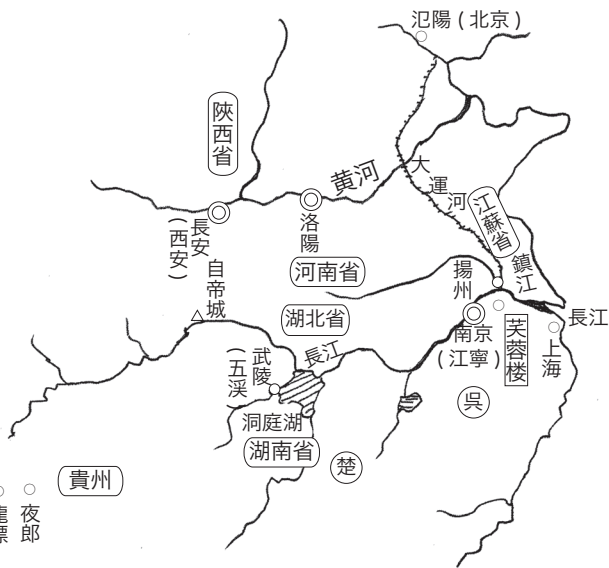 氾陽(北京)
陝西省
黄河
大運河
江蘇省
長安
(西安)
洛陽
河南省
揚州
鎮江
自帝城
湖北省
長江
長江
南京
(江寧)
芙蓉楼
上海
武陵
(五渓)
洞庭湖
湖南省
呉
楚
貴州
夜郎
龍標